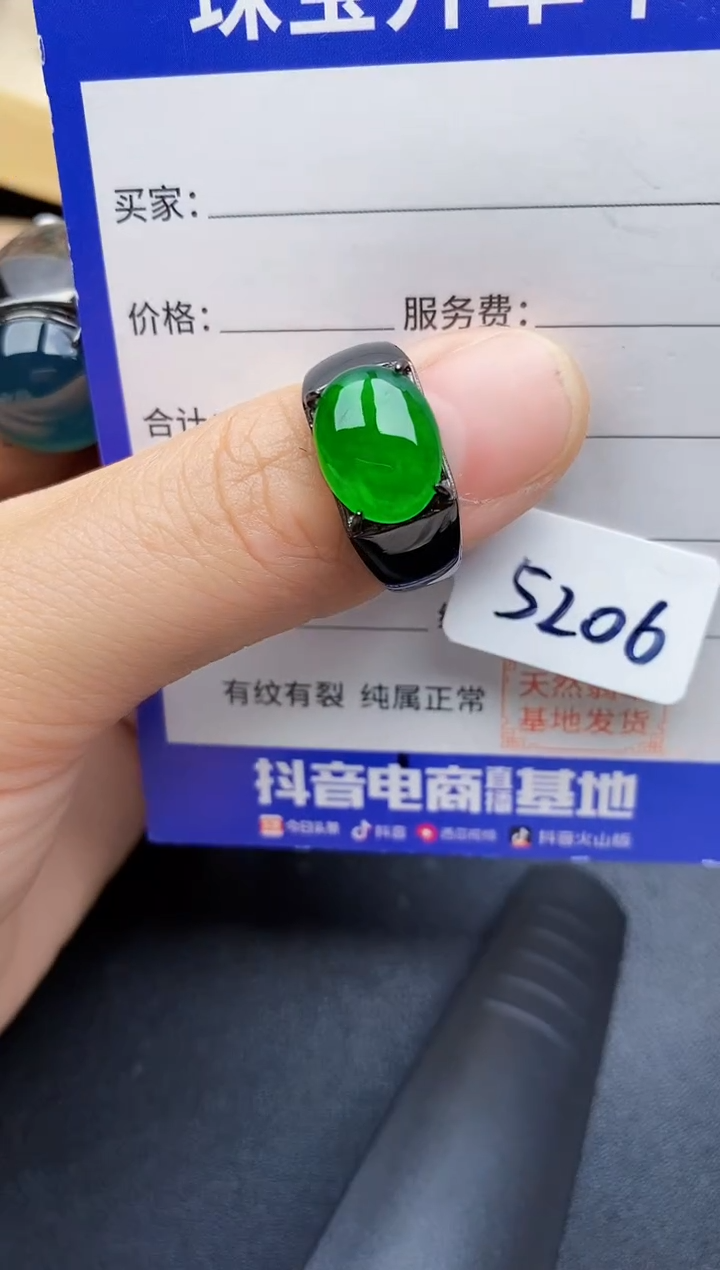 买家：
价格： 服务费：
合计
5206
有纹有裂 纯属正常
天然
基地发货
抖音电商直播基地
今日头条 抖音 西瓜视频 抖音火山版